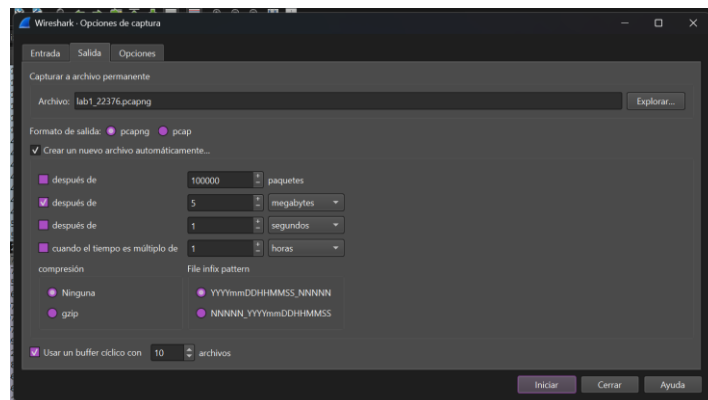 Wireshark · Opciones de captura
Entrada Salida Opciones
Capturar a archivo permanente
Archivo: lab1_22376.pcapng Explorar...
Formato de salida: pcapng pcap
Crear un nuevo archivo automáticamente...
después de 100000 paquetes
después de 5 megabytes
después de 1 segundos
cuando el tiempo es múltiplo de 1 horas
compresión File infix pattern
Ninguna YYYYmmDDHHMMSS_NNNNN
gzip NNNNN_YYYYmmDDHHMMSS
Usar un buffer cíclico con 10 archivos
Iniciar Cerrar Ayuda